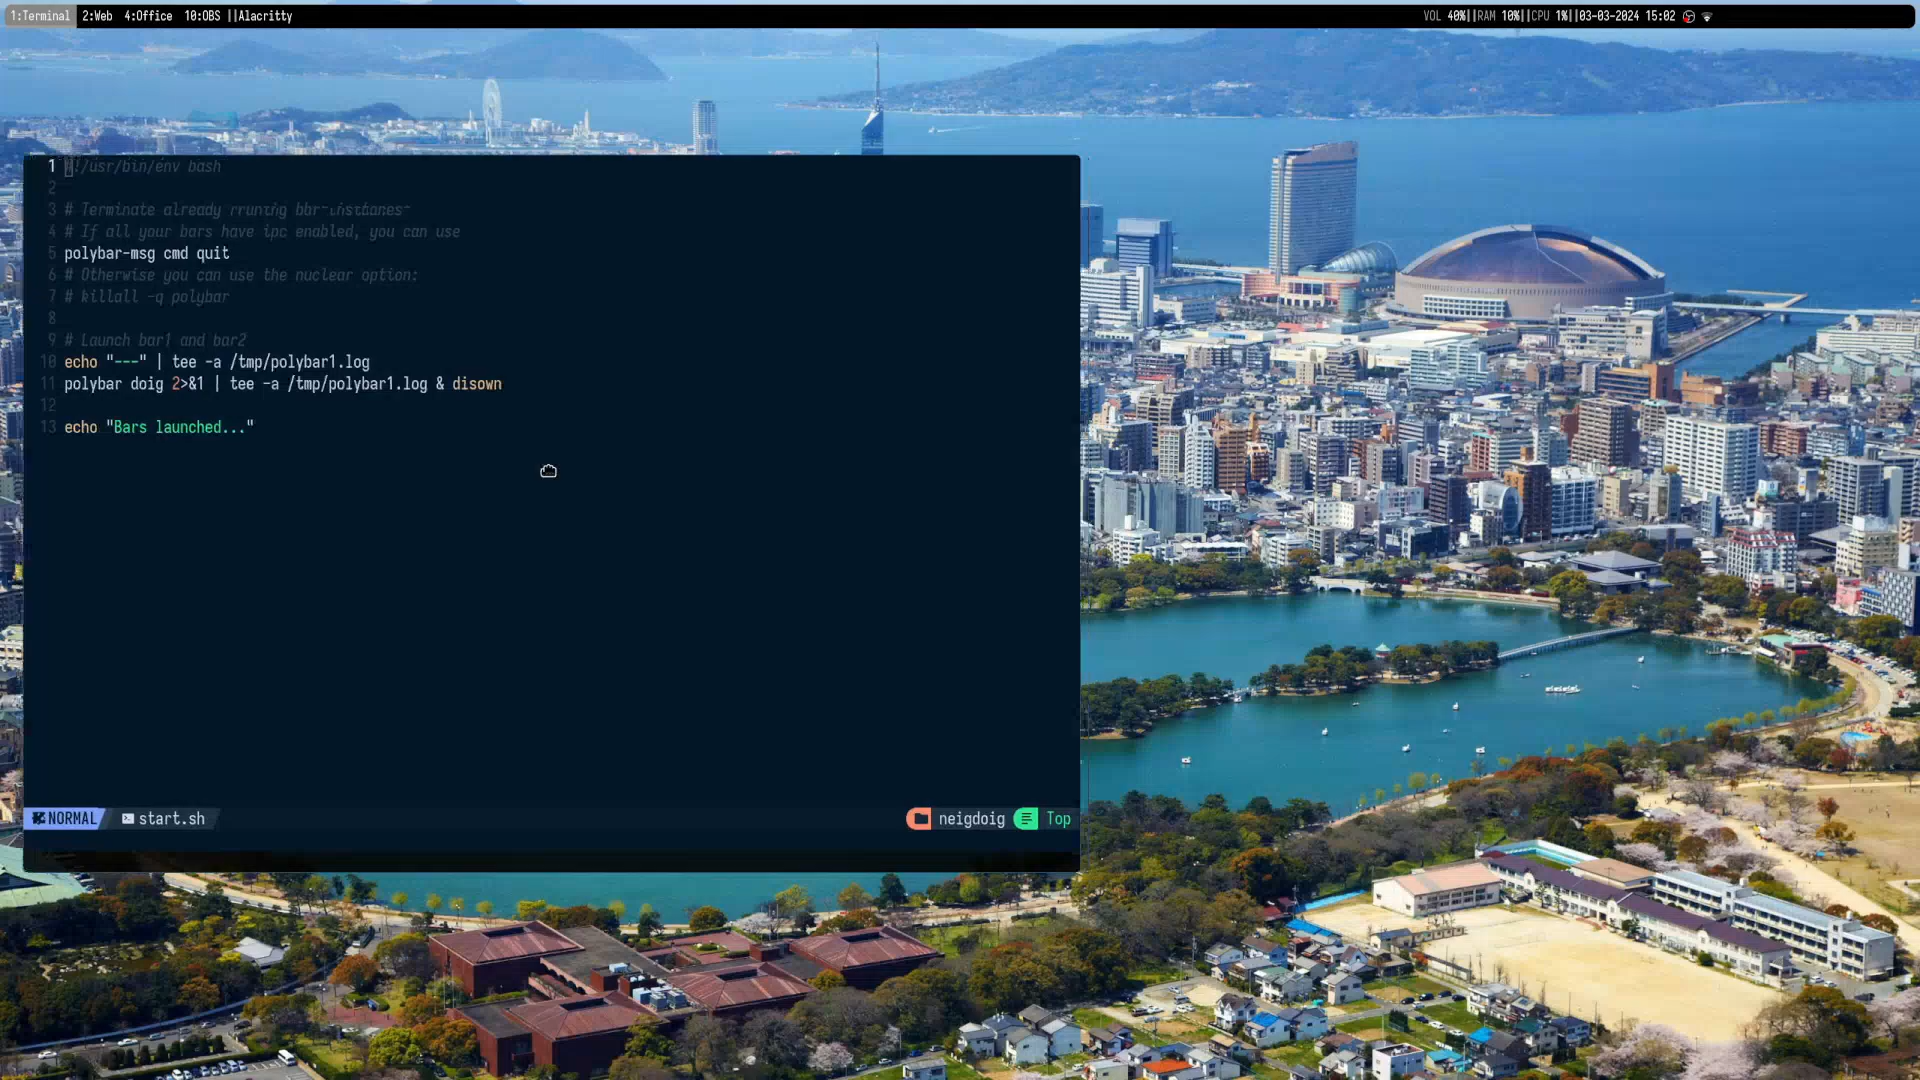 1:Terminal 2:Web 4:Office 10:OBS ||Alacritty
VOL 40%||RAM 10%||CPU 1%||03-03-2024 15:02
1 #!/usr/bin/env bash
2
3 # Terminate already bar
4 # If all your bars have ipc enabled, you can use
5 polybar-msg cmd quit
6 # Otherwise you can use the nuclear option:
7 # killall -q polybar
8
9 # Launch bar1 and bar2
10 echo "---" | tee -a /tmp/polybar1.log
11 polybar doig 2>&1 | tee -a /tmp/polybar1.log & disown
12
13 echo "Bars launched..."
NORMAL start.sh neigdoig Top